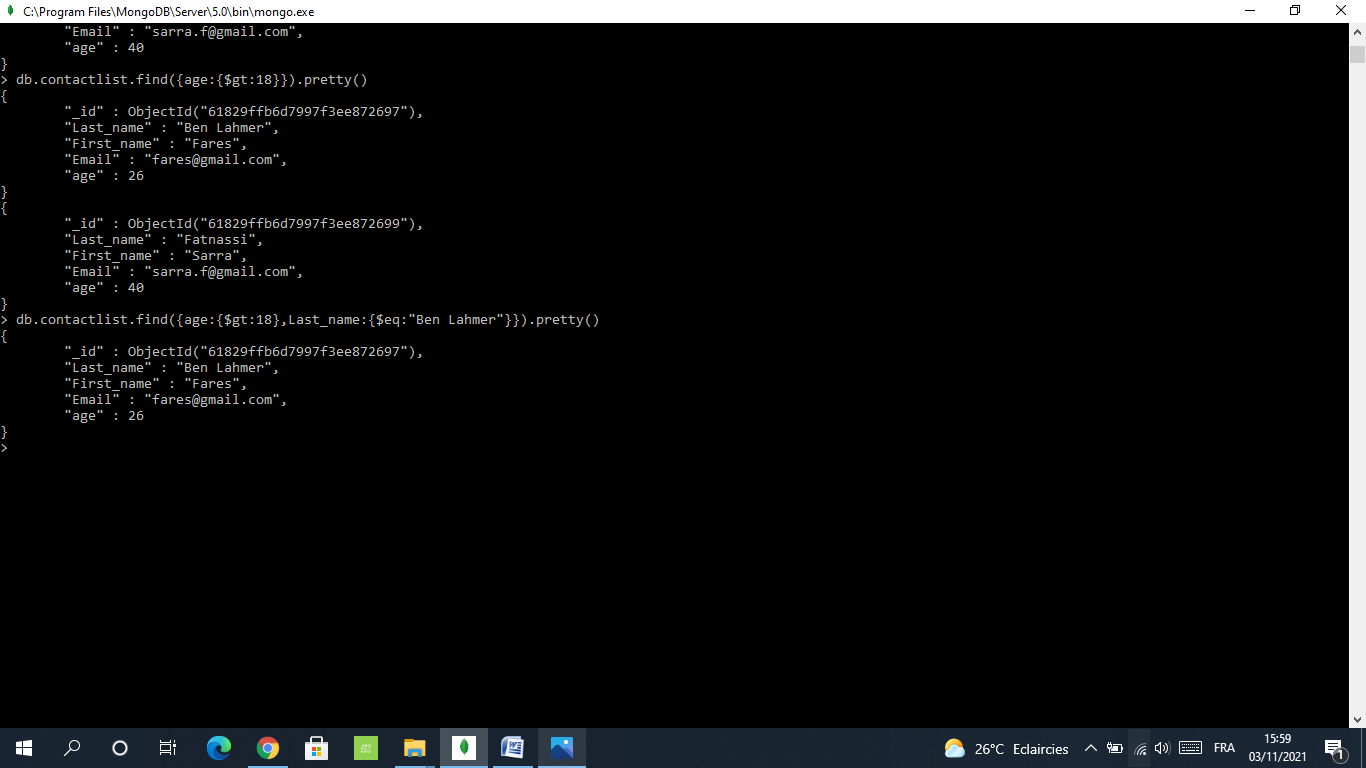 C:\Program Files\MongoDB\Server\5.0\bin\mongo.exe
"Email" : "sarra.f@gmail.com",
"age" : 40
}
> db.contactlist.find({age:{$gt:18}}).pretty()
{
"_id" : ObjectId("61829ffb6d7997f3ee872697"),
"Last_name" : "Ben Lahmer",
"First_name" : "Fares",
"Email" : "fares@gmail.com",
"age" : 26
}
{
"_id" : ObjectId("61829ffb6d7997f3ee872699"),
"Last_name" : "Fatnassi",
"First_name" : "Sarra",
"Email" : "sarra.f@gmail.com",
"age" : 40
}
> db.contactlist.find({age:{$gt:18},Last_name:{$eq:"Ben Lahmer"}}).pretty()
{
"_id" : ObjectId("61829ffb6d7997f3ee872697"),
"Last_name" : "Ben Lahmer",
"First_name" : "Fares",
"Email" : "fares@gmail.com",
"age" : 26
}
>
26°C Eclaircies
FRA
15:59
03/11/2021
1